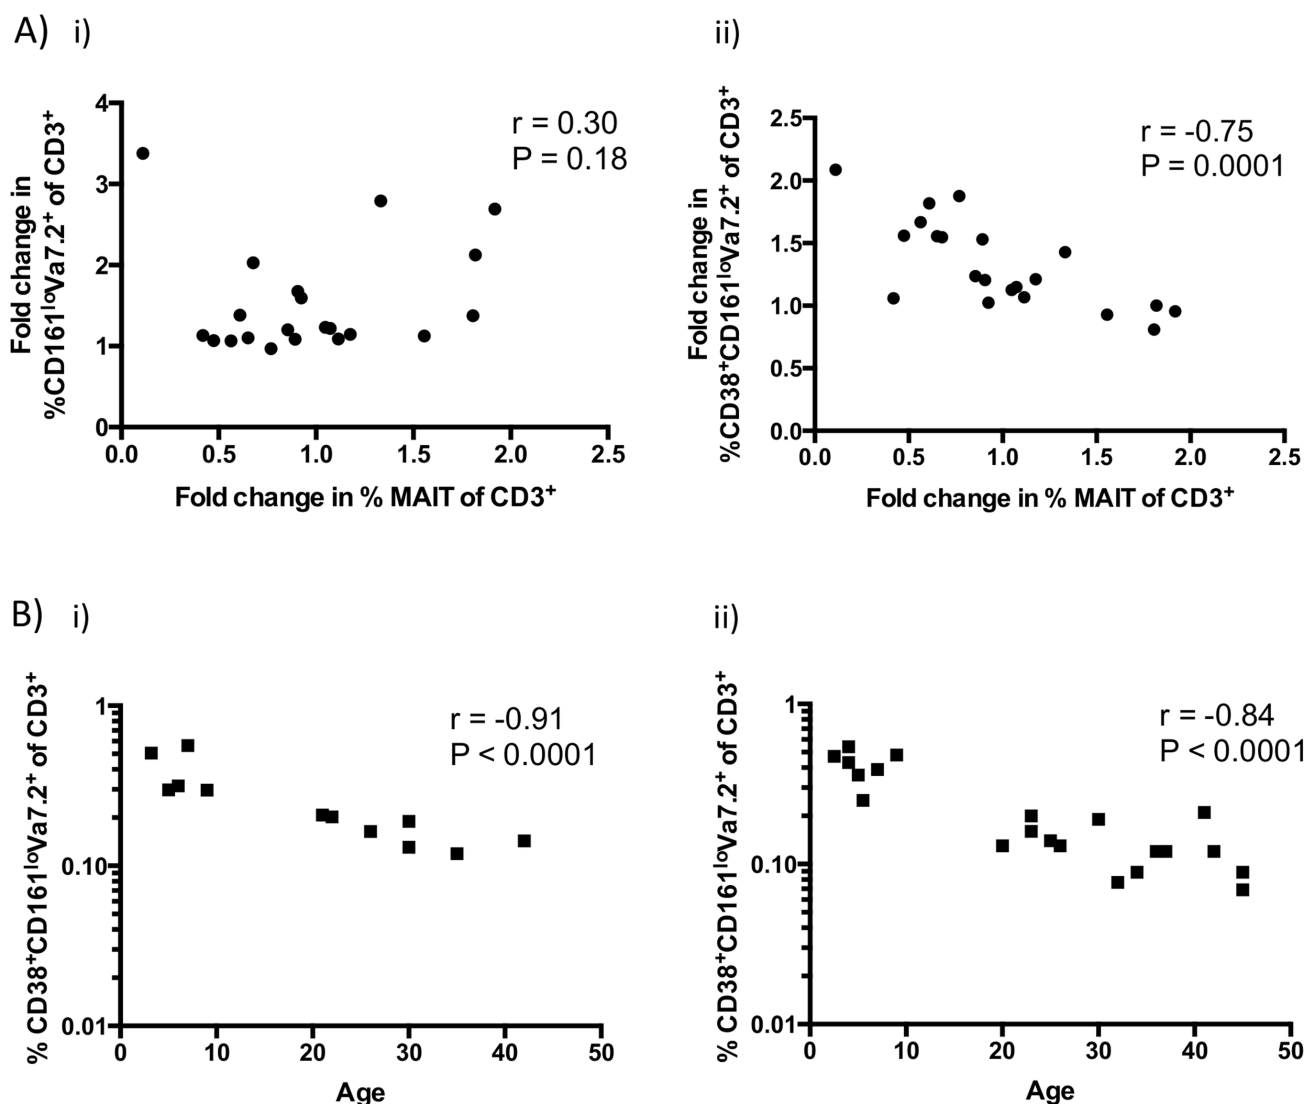 A) i)
Fold change in
%CD161ˡᵒVa7.2⁺ of CD3⁺
4
3
2
1
0
r = 0.30
P = 0.18
0.0 0.5 1.0 1.5 2.0 2.5
Fold change in % MAIT of CD3⁺
ii)
Fold change in
%CD38⁺CD161ˡᵒVa7.2⁺ of CD3⁺
2.5
2.0
1.5
1.0
0.5
0.0
r = -0.75
P = 0.0001
0.0 0.5 1.0 1.5 2.0 2.5
Fold change in % MAIT of CD3⁺
B) i)
% CD38⁺CD161ˡᵒVa7.2⁺ of CD3⁺
1
0.10
0.01
r = -0.91
P < 0.0001
0 10 20 30 40 50
Age
ii)
% CD38⁺CD161ˡᵒVa7.2⁺ of CD3⁺
1
0.10
0.01
r = -0.84
P < 0.0001
0 10 20 30 40 50
Age